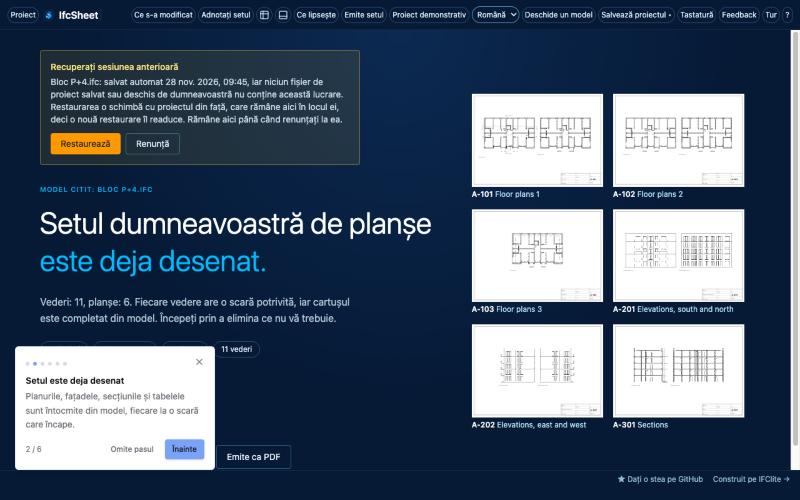 Proiect
IfcSheet
Ce s-a modificat
Adnotați setul
Ce lipsește
Emite setul
Proiect demonstrativ
Română
Deschide un model
Salvează proiectul
Tastatură
Feedback
Tur
?
Recuperați sesiunea anterioară
Bloc P+4.ifc: salvat automat 28 nov. 2026, 09:45, iar niciun fișier de
proiect salvat sau deschis de dumneavoastră nu conține această lucrare.
Restaurarea o schimbă cu proiectul din față, care rămâne aici în locul ei,
deci o nouă restaurare îl readuce. Rămâne aici până când renunțați la ea.
Restaurează
Renunță
MODEL CITIT: BLOC P+4.IFC
Setul dumneavoastră de planșe
este deja desenat.
Vederi: 11, planșe: 6. Fiecare vedere are o scară potrivită, iar cartușul
este completat din model. Începeți prin a elimina ce nu vă trebuie.
11 vederi
Setul este deja desenat
Planurile, fațadele, secțiunile și tabelele
sunt întocmite din model, fiecare la o scară
care încape.
2 / 6
Omite pasul
Înainte
Emite ca PDF
A-101 Floor plans 1
A-102 Floor plans 2
A-103 Floor plans 3
A-201 Elevations, south and north
A-202 Elevations, east and west
A-301 Sections
Dați o stea pe GitHub
Construit pe IFClite →